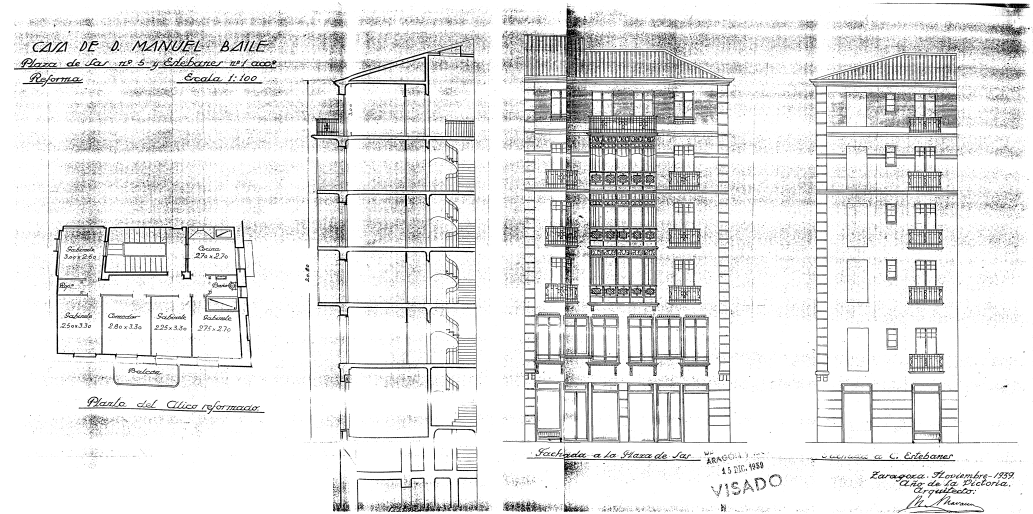 CASA DE D. MANUEL BAILE
Plaza de Sas nº 5 y Estebanes nº 1 accº
Reforma Escala 1:100
Gabinete
3.00 x 2.60
Cocina
2.70 x 2.70
Gabinete
2.50 x 3.30
Comedor
2.80 x 3.30
Gabinete
2.25 x 3.30
Gabinete
2.75 x 2.70
Balcon
Planta del Atico reformado
Fachada a la Plaza de Sas
a C. Estebanes
ARAGON
15 DIC. 1939
VISADO
Zaragoza, Noviembre-1939.
Año de la Victoria.
Arquitecto: